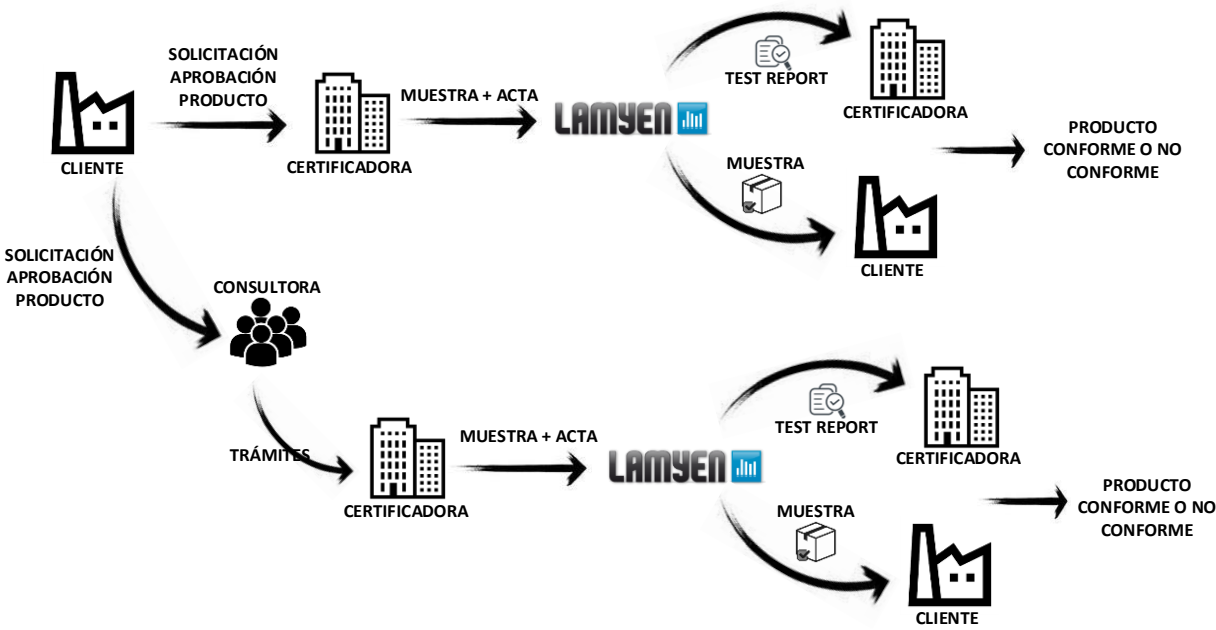 SOLICITACIÓN
APROBACIÓN
PRODUCTO
CLIENTE
CERTIFICADORA
MUESTRA + ACTA
LAMYEN
TEST REPORT
CERTIFICADORA
MUESTRA
CLIENTE
PRODUCTO
CONFORME O NO
CONFORME
SOLICITACIÓN
APROBACIÓN
PRODUCTO
CONSULTORA
TRÁMITES
CERTIFICADORA
MUESTRA + ACTA
LAMYEN
TEST REPORT
CERTIFICADORA
MUESTRA
CLIENTE
PRODUCTO
CONFORME O NO
CONFORME